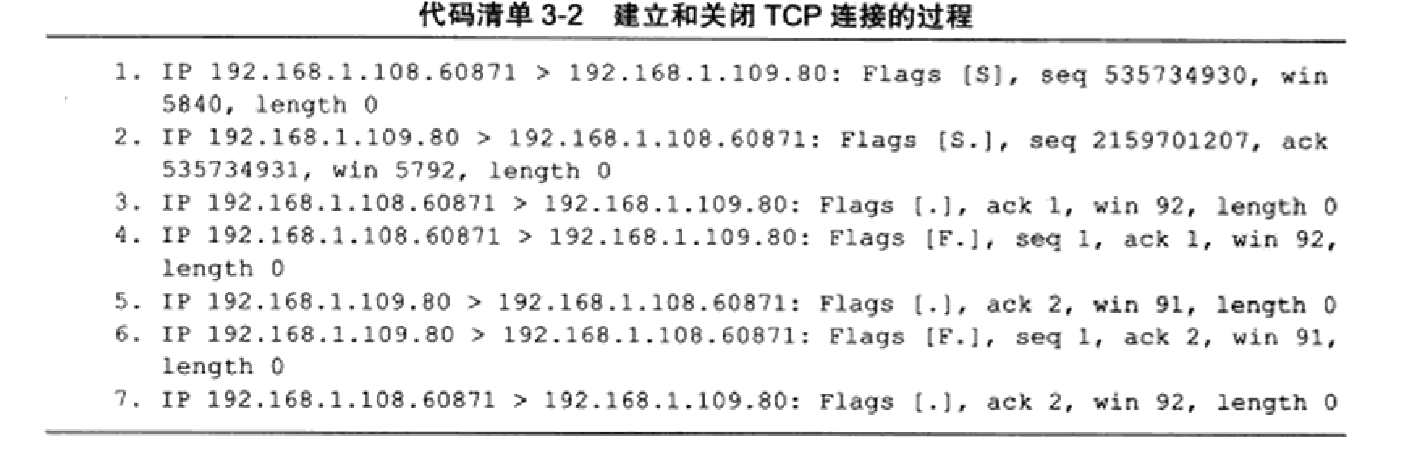 代码清单 3-2 建立和关闭 TCP 连接的过程
1. IP 192.168.1.108.60871 > 192.168.1.109.80: Flags [S], seq 535734930, win
5840, length 0
2. IP 192.168.1.109.80 > 192.168.1.108.60871: Flags [S.], seq 2159701207, ack
535734931, win 5792, length 0
3. IP 192.168.1.108.60871 > 192.168.1.109.80: Flags [.], ack 1, win 92, length 0
4. IP 192.168.1.108.60871 > 192.168.1.109.80: Flags [F.], seq 1, ack 1, win 92,
length 0
5. IP 192.168.1.109.80 > 192.168.1.108.60871: Flags [.], ack 2, win 91, length 0
6. IP 192.168.1.109.80 > 192.168.1.108.60871: Flags [F.], seq 1, ack 2, win 91,
length 0
7. IP 192.168.1.108.60871 > 192.168.1.109.80: Flags [.], ack 2, win 92, length 0